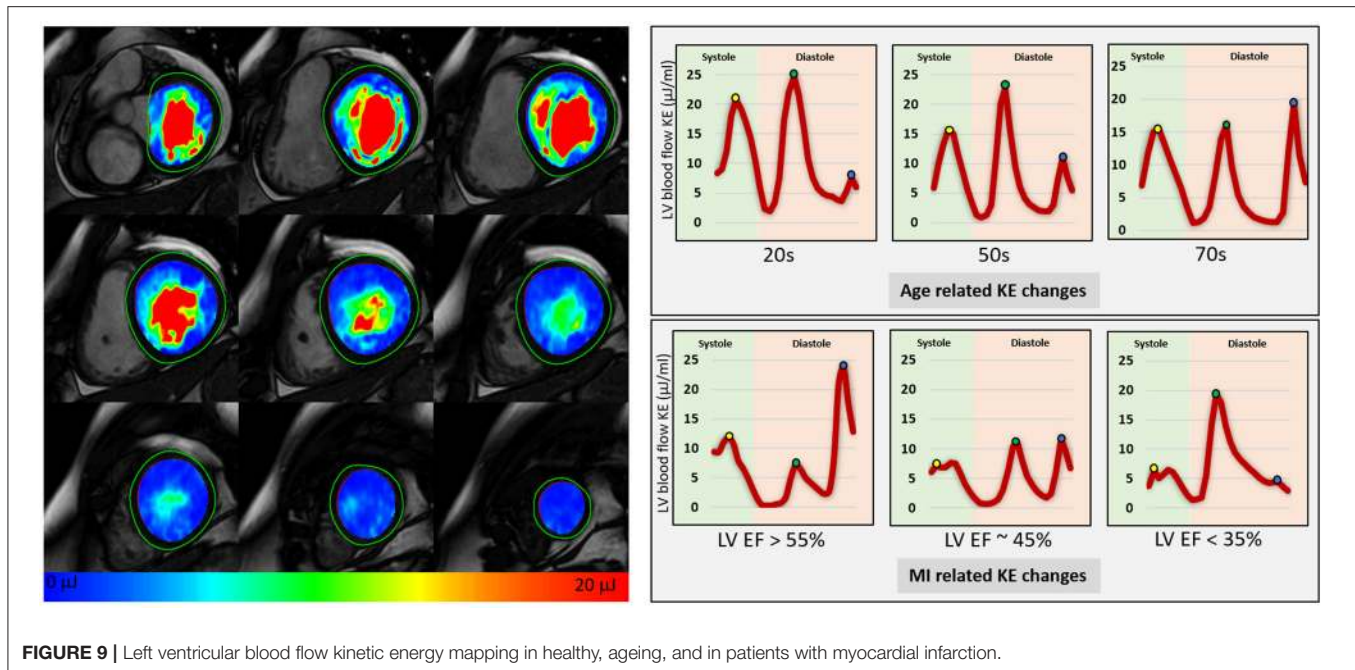 0 µJ
20 µJ
Systole
Diastole
LV blood flow KE (µJ/ml)
25
20
15
10
5
0
20s
Systole
Diastole
25
20
15
10
5
0
50s
Systole
Diastole
25
20
15
10
5
0
70s
Age related KE changes
Systole
Diastole
LV blood flow KE (µJ/ml)
25
20
15
10
5
0
LV EF > 55%
Systole
Diastole
25
20
15
10
5
0
LV EF ~ 45%
Systole
Diastole
25
20
15
10
5
0
LV EF < 35%
MI related KE changes
FIGURE 9 | Left ventricular blood flow kinetic energy mapping in healthy, ageing, and in patients with myocardial infarction.